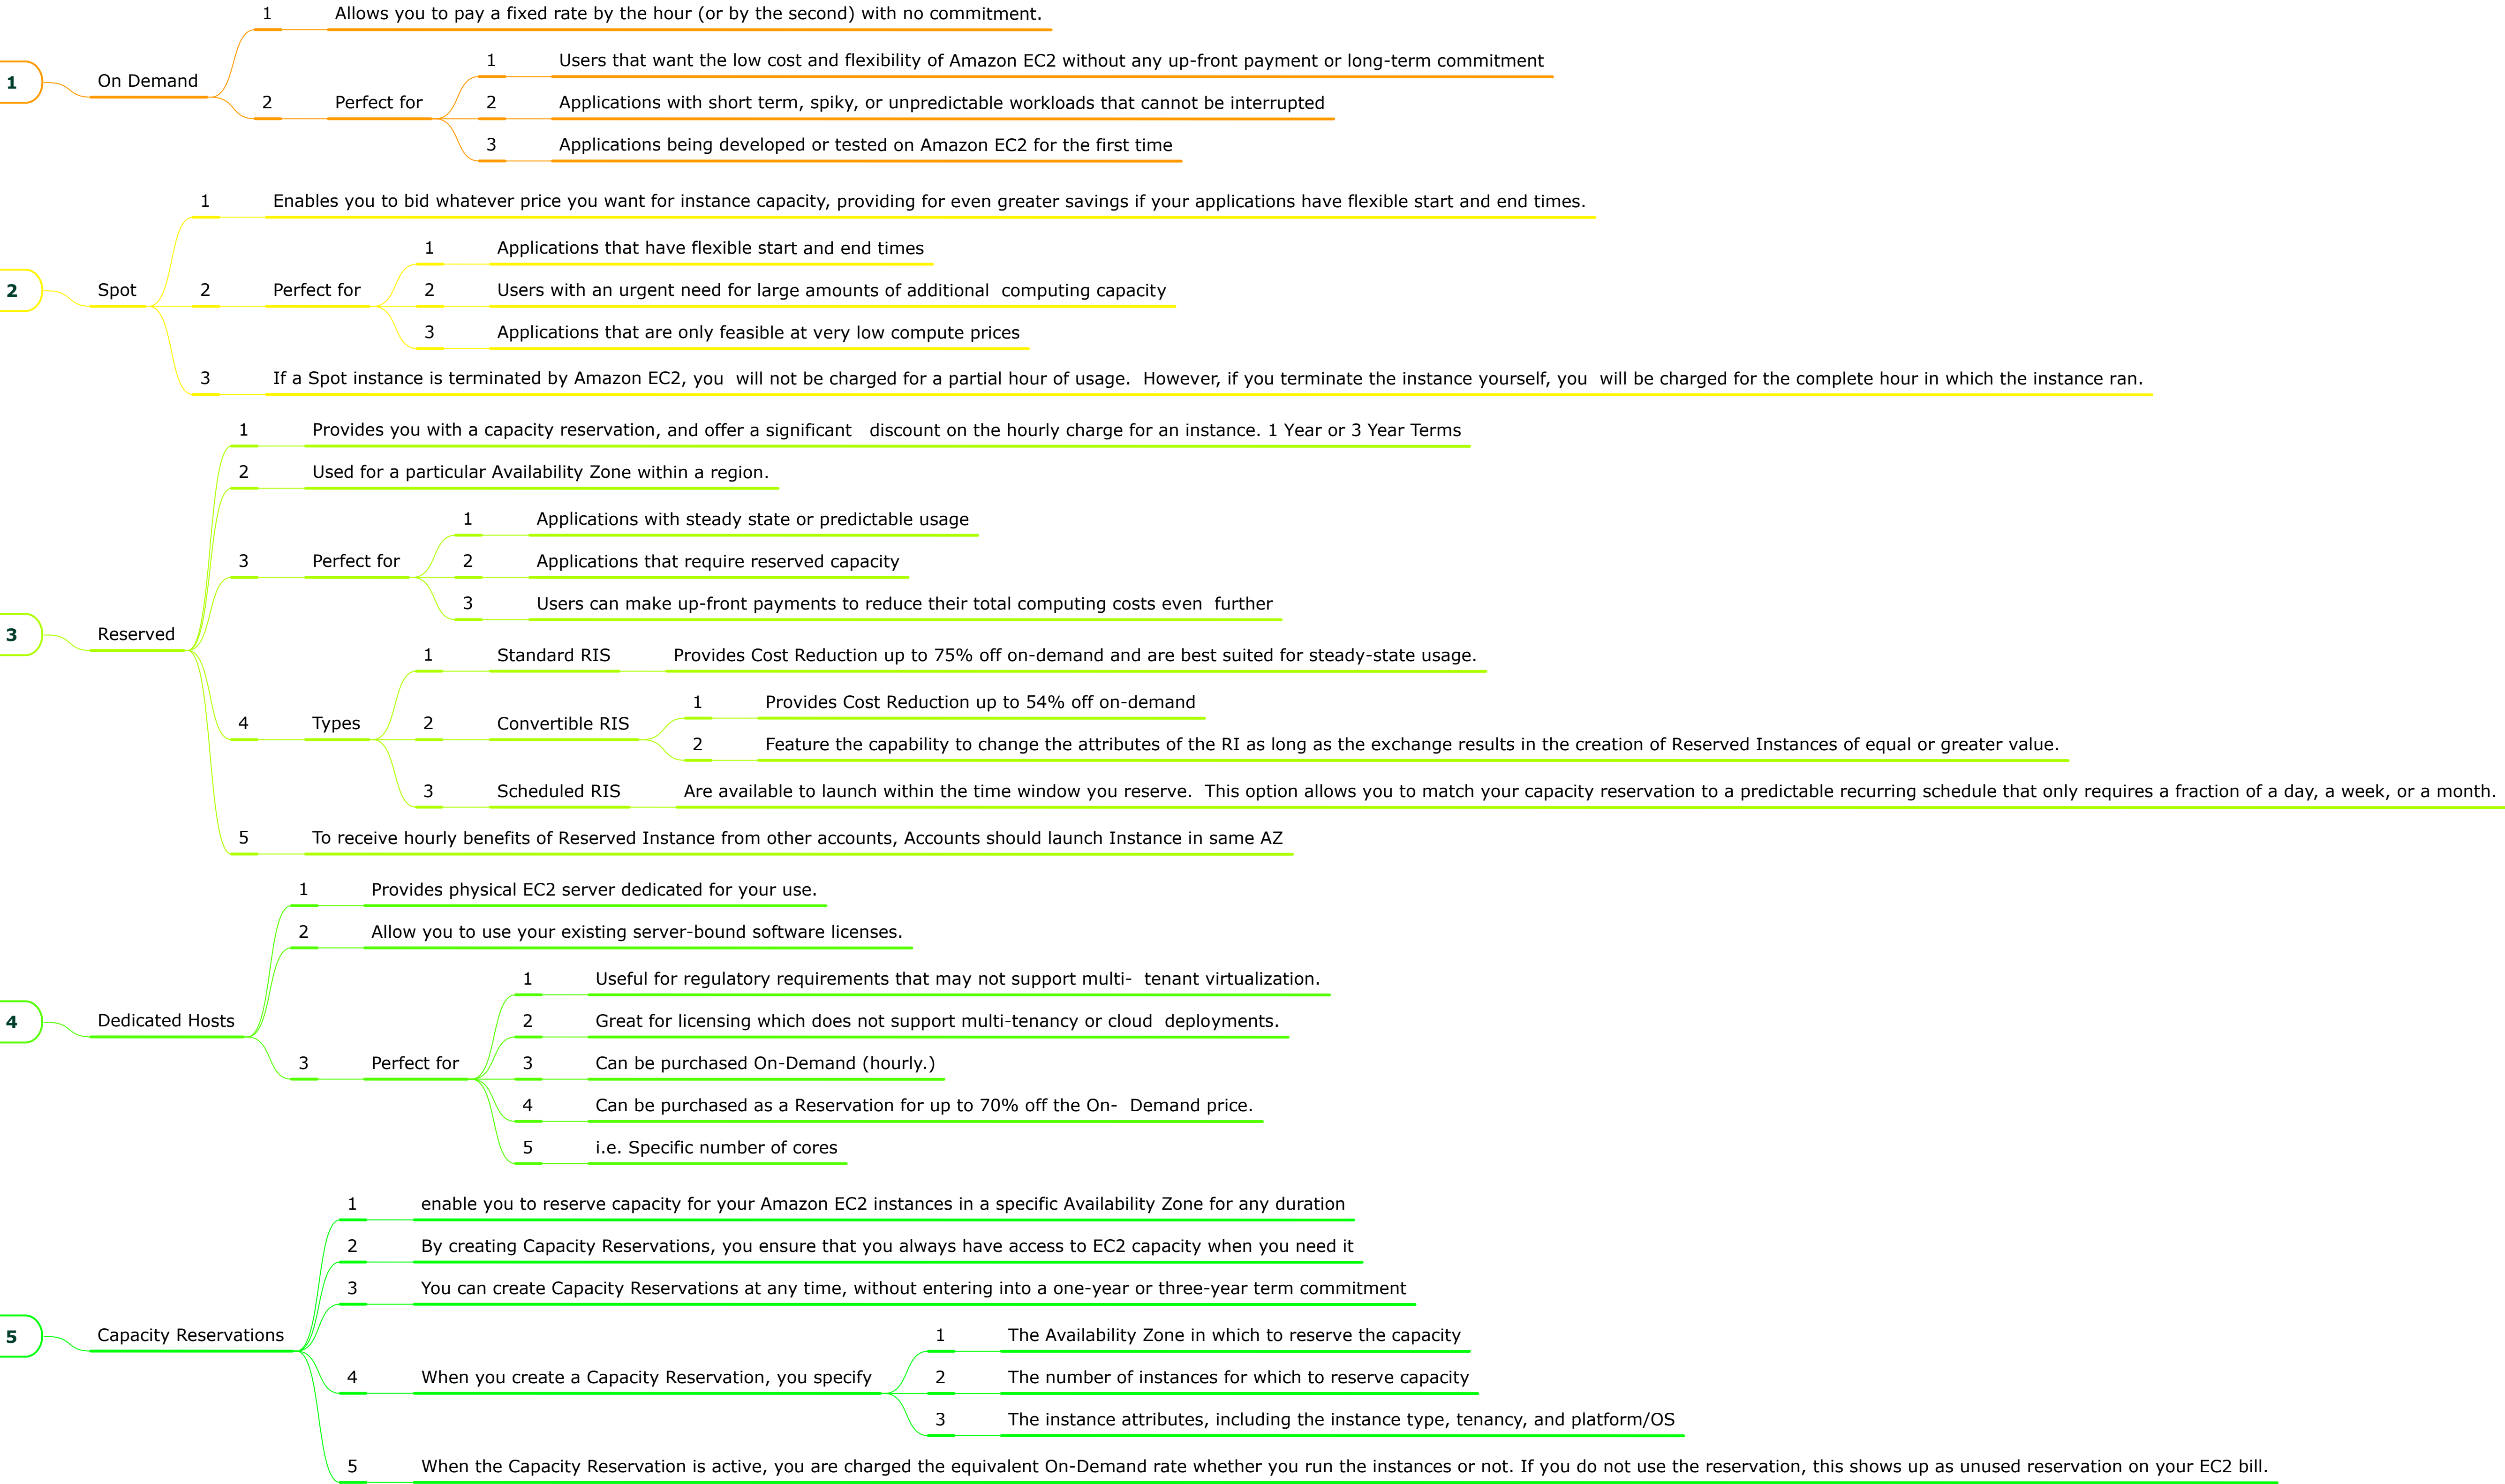 1 Allows you to pay a fixed rate by the hour (or by the second) with no commitment.
1 On Demand
2 Perfect for
1 Users that want the low cost and flexibility of Amazon EC2 without any up-front payment or long-term commitment
2 Applications with short term, spiky, or unpredictable workloads that cannot be interrupted
3 Applications being developed or tested on Amazon EC2 for the first time
2 Spot
1 Enables you to bid whatever price you want for instance capacity, providing for even greater savings if your applications have flexible start and end times.
2 Perfect for
1 Applications that have flexible start and end times
2 Users with an urgent need for large amounts of additional computing capacity
3 Applications that are only feasible at very low compute prices
3 If a Spot instance is terminated by Amazon EC2, you will not be charged for a partial hour of usage. However, if you terminate the instance yourself, you will be charged for the complete hour in which the instance ran.
3 Reserved
1 Provides you with a capacity reservation, and offer a significant discount on the hourly charge for an instance. 1 Year or 3 Year Terms
2 Used for a particular Availability Zone within a region.
3 Perfect for
1 Applications with steady state or predictable usage
2 Applications that require reserved capacity
3 Users can make up-front payments to reduce their total computing costs even further
4 Types
1 Standard RIS Provides Cost Reduction up to 75% off on-demand and are best suited for steady-state usage.
2 Convertible RIS
1 Provides Cost Reduction up to 54% off on-demand
2 Feature the capability to change the attributes of the RI as long as the exchange results in the creation of Reserved Instances of equal or greater value.
3 Scheduled RIS Are available to launch within the time window you reserve. This option allows you to match your capacity reservation to a predictable recurring schedule that only requires a fraction of a day, a week, or a month.
5 To receive hourly benefits of Reserved Instance from other accounts, Accounts should launch Instance in same AZ
4 Dedicated Hosts
1 Provides physical EC2 server dedicated for your use.
2 Allow you to use your existing server-bound software licenses.
3 Perfect for
1 Useful for regulatory requirements that may not support multi- tenant virtualization.
2 Great for licensing which does not support multi-tenancy or cloud deployments.
3 Can be purchased On-Demand (hourly.)
4 Can be purchased as a Reservation for up to 70% off the On- Demand price.
5 i.e. Specific number of cores
5 Capacity Reservations
1 enable you to reserve capacity for your Amazon EC2 instances in a specific Availability Zone for any duration
2 By creating Capacity Reservations, you ensure that you always have access to EC2 capacity when you need it
3 You can create Capacity Reservations at any time, without entering into a one-year or three-year term commitment
4 When you create a Capacity Reservation, you specify
1 The Availability Zone in which to reserve the capacity
2 The number of instances for which to reserve capacity
3 The instance attributes, including the instance type, tenancy, and platform/OS
5 When the Capacity Reservation is active, you are charged the equivalent On-Demand rate whether you run the instances or not. If you do not use the reservation, this shows up as unused reservation on your EC2 bill.